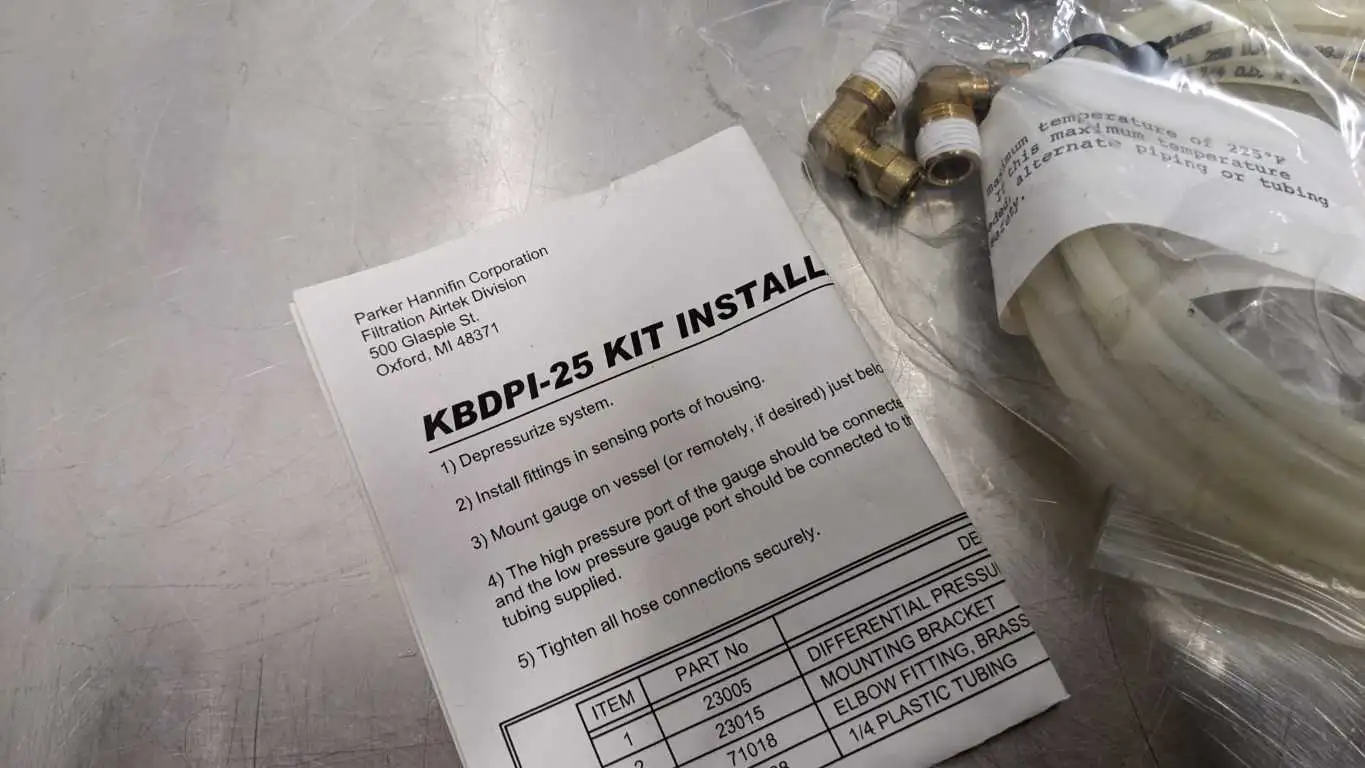 Parker Hannifin Corporation
Filtration Airtek Division
500 Glaspie St.
Oxford, MI 48371
KBDPI-25 KIT INSTALL
1) Depressurize system.
2) Install fittings in sensing ports of housing.
3) Mount gauge on vessel (or remotely, if desired) just
4) The high pressure port of the gauge should be
and the low pressure gauge port should be connected to
tubing supplied.
5) Tighten all hose connections securely.
ITEM PART No
1 23005 DIFFERENTIAL
23015 MOUNTING BRACKET
71018 ELBOW FITTING, BRASS
1/4 PLASTIC TUBING
maximum temperature of 225°F
If this maximum temperature
alternate piping or tubing